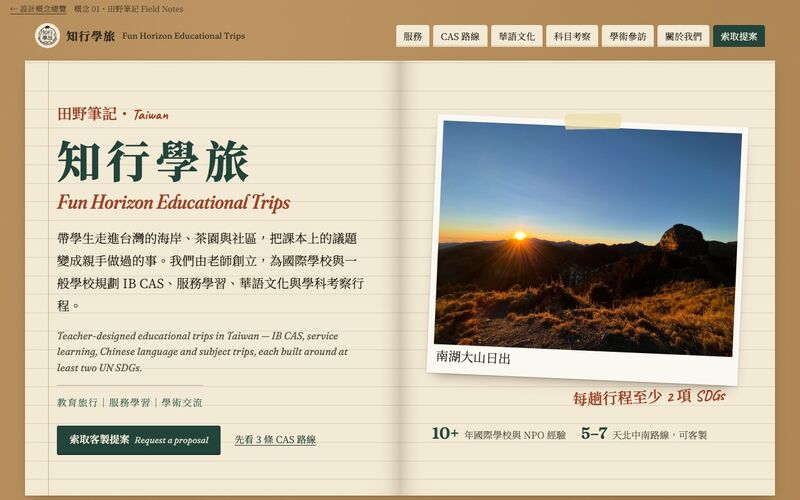 ← 設計概念總覽 概念 01・田野筆記 Field Notes
知行學旅 Fun Horizon Educational Trips
服務 CAS 路線 華語文化 科目考察 學術參訪 關於我們 索取提案
田野筆記・Taiwan
知行學旅
Fun Horizon Educational Trips
帶學生走進台灣的海岸、茶園與社區，把課本上的議題
變成親手做過的事。我們由老師創立，為國際學校與一
般學校規劃 IB CAS、服務學習、華語文化與學科考察行
程。
Teacher-designed educational trips in Taiwan — IB CAS, service
learning, Chinese language and subject trips, each built around at
least two UN SDGs.
教育旅行｜服務學習｜學術交流
索取客製提案 Request a proposal 先看 3 條 CAS 路線
南湖大山日出
每趟行程至少 2 項 SDGs
10+ 年國際學校與 NPO 經驗 5–7 天北中南路線，可客製